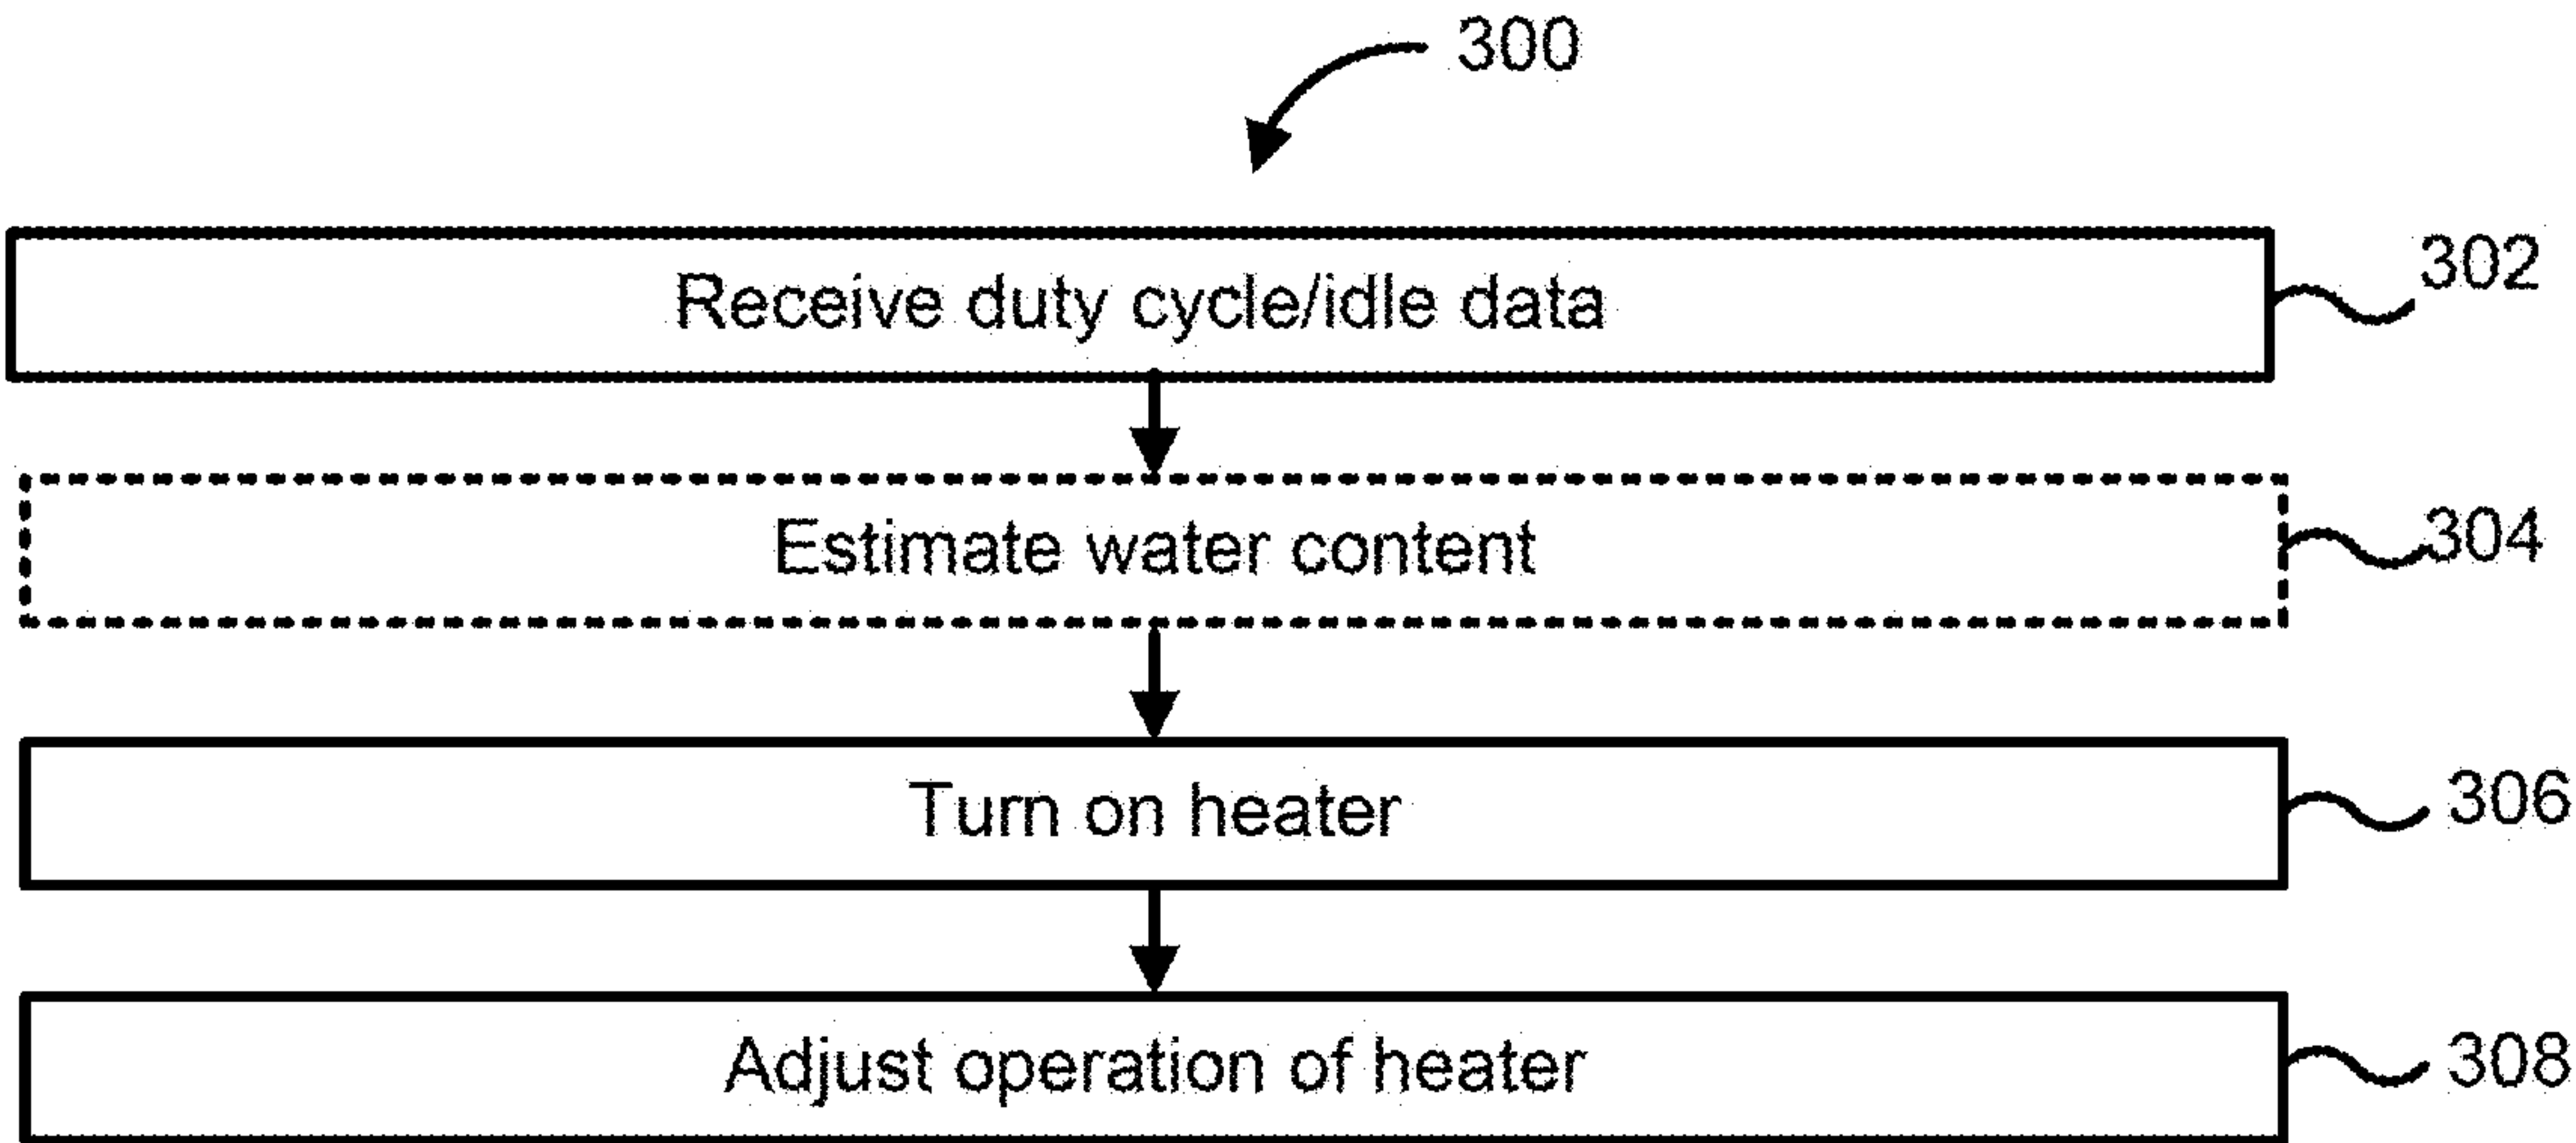 300
Receive duty cycle/idle data
302
Estimate water content
304
Turn on heater
306
Adjust operation of heater
308